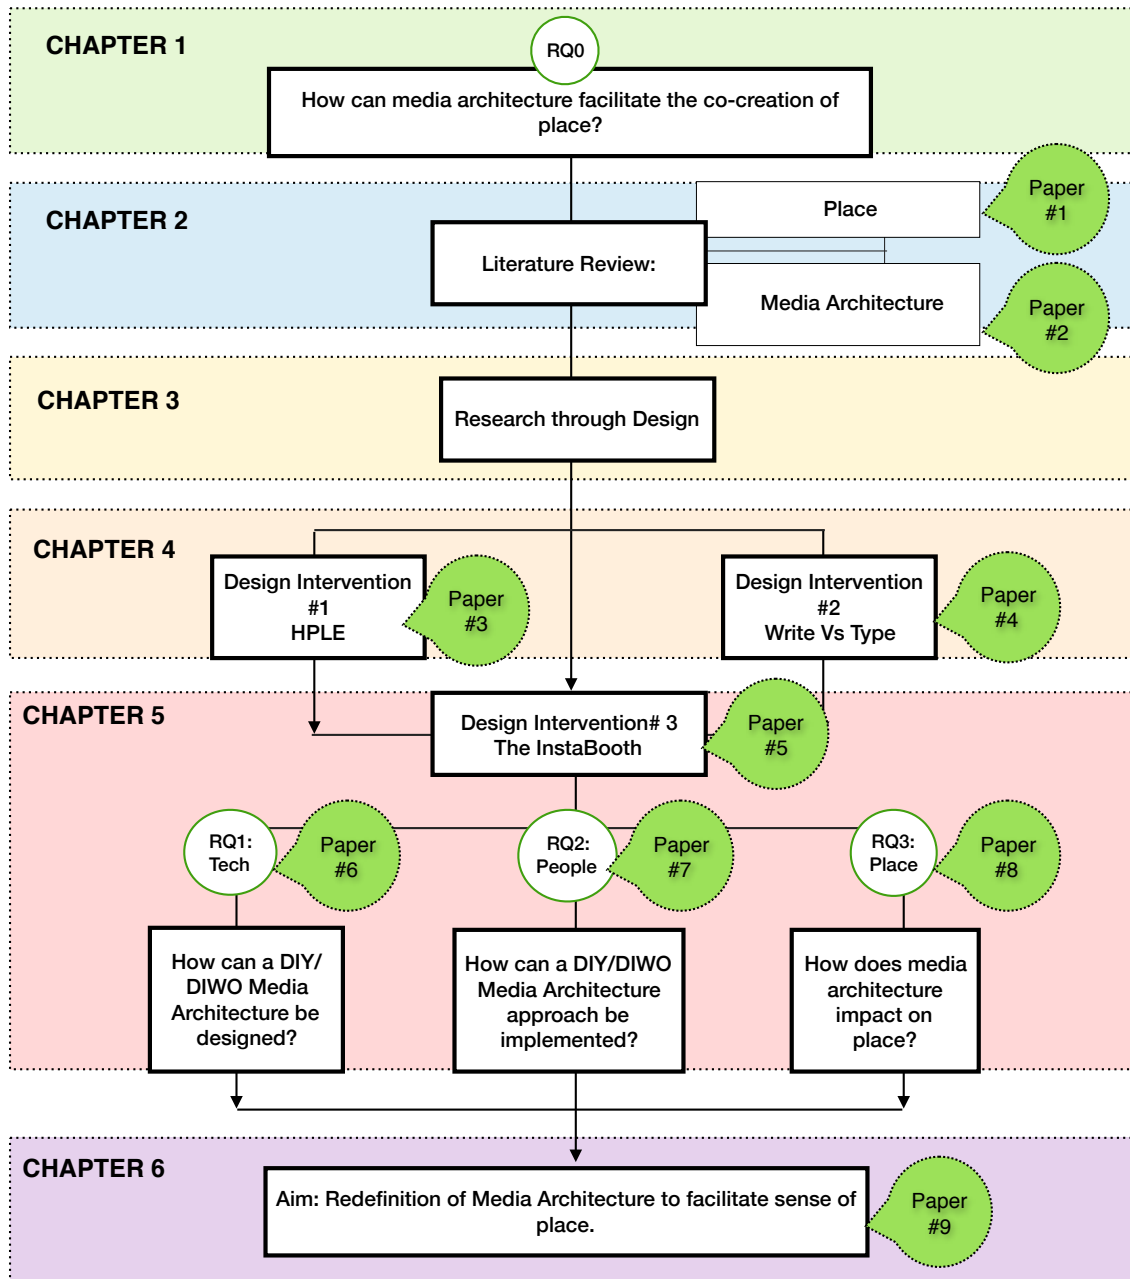 CHAPTER 1
RQ0
How can media architecture facilitate the co-creation of
place?
CHAPTER 2
Place
Paper
#1
Literature Review:
Media Architecture
Paper
#2
CHAPTER 3
Research through Design
CHAPTER 4
Design Intervention
#1
HPLE
Paper
#3
Design Intervention
#2
Write Vs Type
Paper
#4
CHAPTER 5
Design Intervention# 3
The InstaBooth
Paper
#5
RQ1:
Tech
Paper
#6
RQ2:
People
Paper
#7
RQ3:
Place
Paper
#8
How can a DIY/
DIWO Media
Architecture be
designed?
How can a DIY/DIWO
Media Architecture
approach be
implemented?
How does media
architecture
impact on
place?
CHAPTER 6
Aim: Redefinition of Media Architecture to facilitate sense of
place.
Paper
#9